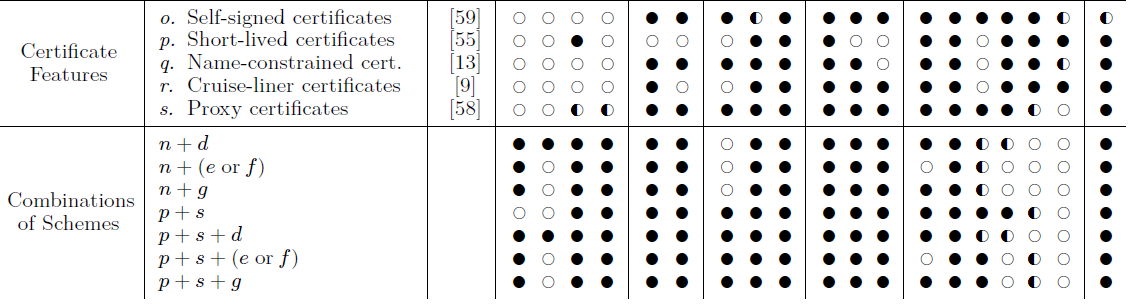 o. Self-signed certificates [59] ○ ○ ○ ○ ● ● ● ◐ ● ● ● ● ● ● ● ● ● ◐ ◐
Certificate Features
p. Short-lived certificates [55] ○ ○ ● ○ ○ ○ ○ ● ● ● ○ ○ ● ● ○ ● ● ● ●
q. Name-constrained cert. [13] ○ ○ ○ ○ ● ● ● ● ● ● ● ○ ● ● ○ ● ● ◐ ●
r. Cruise-liner certificates [9] ○ ○ ○ ○ ● ○ ○ ● ● ● ● ● ● ● ○ ● ● ● ●
s. Proxy certificates [58] ○ ○ ◐ ◐ ● ● ● ● ● ● ● ● ● ● ● ● ◐ ○ ●
Combinations of Schemes
n + d ● ● ● ● ● ● ○ ● ● ● ● ● ● ● ◐ ◐ ○ ○ ●
n + (e or f) ● ○ ● ● ● ● ○ ● ● ● ● ● ○ ● ◐ ○ ○ ○ ●
n + g ● ○ ● ● ● ● ○ ● ● ● ● ● ● ● ◐ ○ ○ ○ ●
p + s ○ ○ ● ● ● ● ● ● ● ● ● ● ● ● ● ● ◐ ○ ●
p + s + d ● ● ● ● ● ● ● ● ● ● ● ● ● ● ◐ ◐ ○ ○ ●
p + s + (e or f) ● ○ ● ● ● ● ● ● ● ● ● ● ○ ● ● ○ ◐ ○ ●
p + s + g ● ○ ● ● ● ● ● ● ● ● ● ● ● ● ● ○ ◐ ○ ●